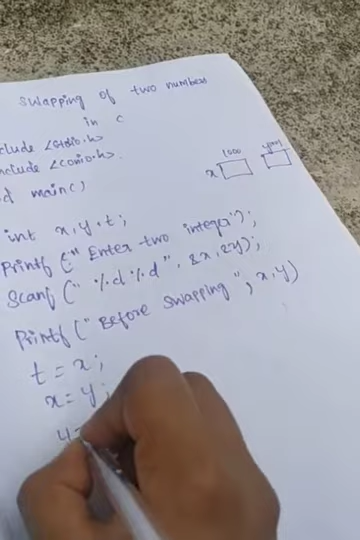 Swapping of two numbers
in c
clude <stdio.h>
nclude <conio.h>
1000
x
d main()
int x,y,t;
Printf (" Enter two integer");
Scanf (" %d%d", &x,&y);
Printf (" Before swapping ", x,y)
t = x;
x = y;
y=